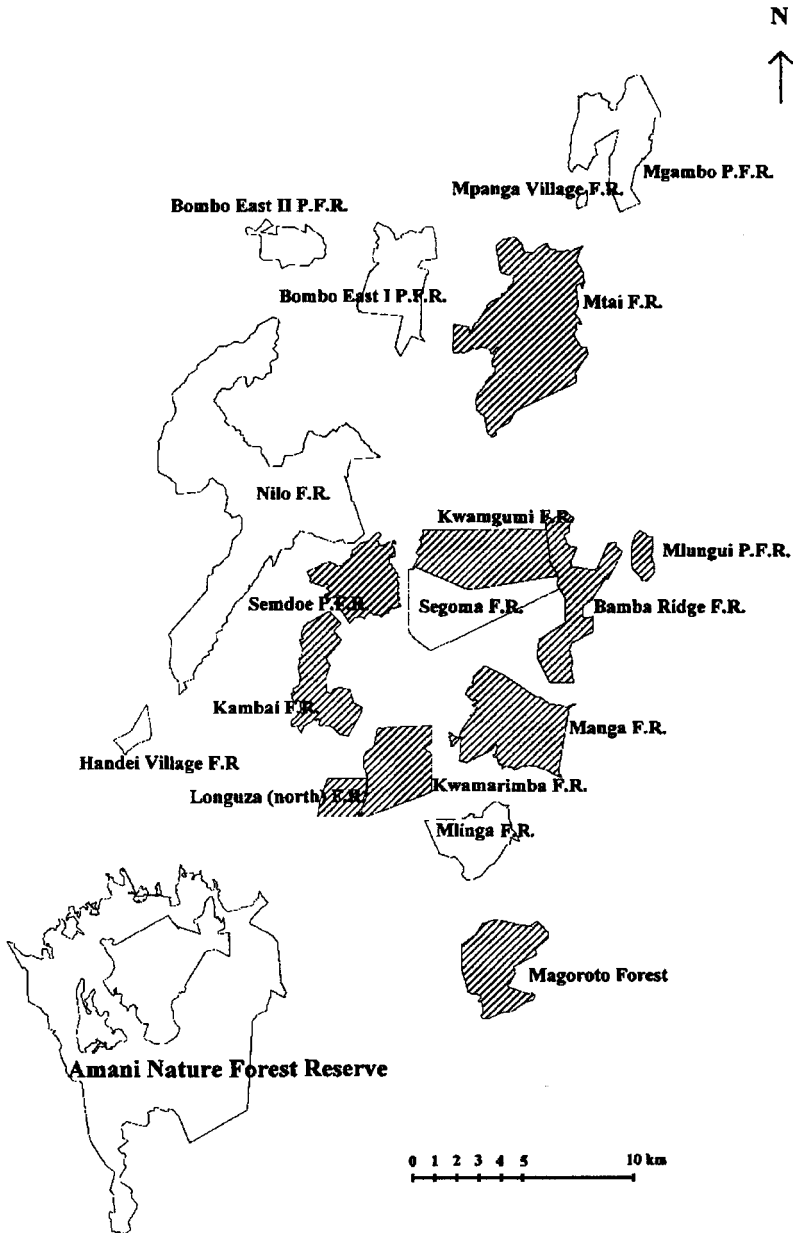 N
Mpanga Village F.R.
Mgambo P.F.R.
Bombo East II P.F.R.
Bombo East I P.F.R.
Mtai F.R.
Nilo F.R.
Kwamgumi F.R.
Mlungui P.F.R.
Semdoe P.F.R.
Segoma F.R.
Bamba Ridge F.R.
Kambai F.R.
Manga F.R.
Handei Village F.R
Longuza (north) F.R.
Kwamarimba F.R.
Mlinga F.R.
Magoroto Forest
Amani Nature Forest Reserve
0 1 2 3 4 5 10 km